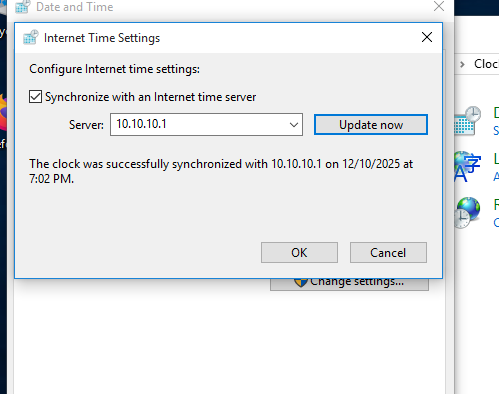 Date and Time
Internet Time Settings
Configure Internet time settings:
Synchronize with an Internet time server
Server:
10.10.10.1
Update now
The clock was successfully synchronized with 10.10.10.1 on 12/10/2025 at
7:02 PM.
OK
Cancel
Change settings...
Cloc
D
S
字
A
L
A
R
C